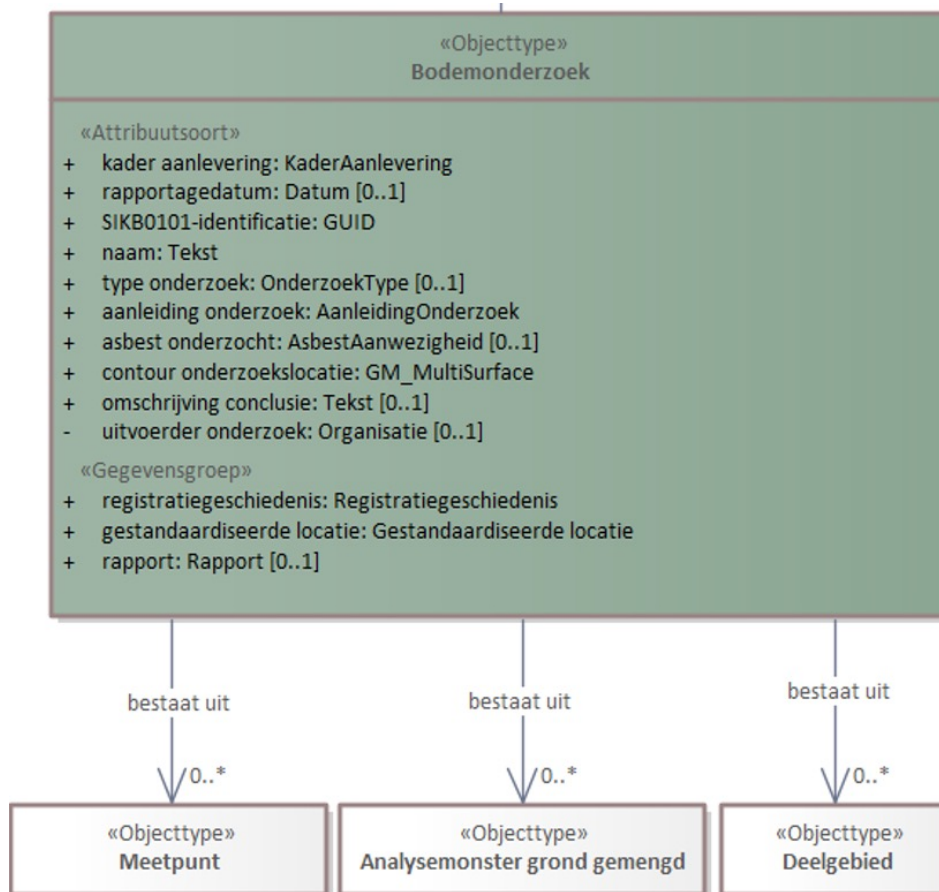 «Objecttype»
Bodemonderzoek
«Attribuutsoort»
+ kader aanlevering: KaderAanlevering
+ rapportagedatum: Datum [0..1]
+ SIKB0101-identificatie: GUID
+ naam: Tekst
+ type onderzoek: OnderzoekType [0..1]
+ aanleiding onderzoek: AanleidingOnderzoek
+ asbest onderzocht: AsbestAanwezigheid [0..1]
+ contour onderzoekslocatie: GM_MultiSurface
+ omschrijving conclusie: Tekst [0..1]
- uitvoerder onderzoek: Organisatie [0..1]
«Gegevensgroep»
+ registratiegeschiedenis: Registratiegeschiedenis
+ gestandaardiseerde locatie: Gestandaardiseerde locatie
+ rapport: Rapport [0..1]
bestaat uit
bestaat uit
bestaat uit
0..*
0..*
0..*
«Objecttype»
Meetpunt
«Objecttype»
Analysemonster grond gemengd
«Objecttype»
Deelgebied